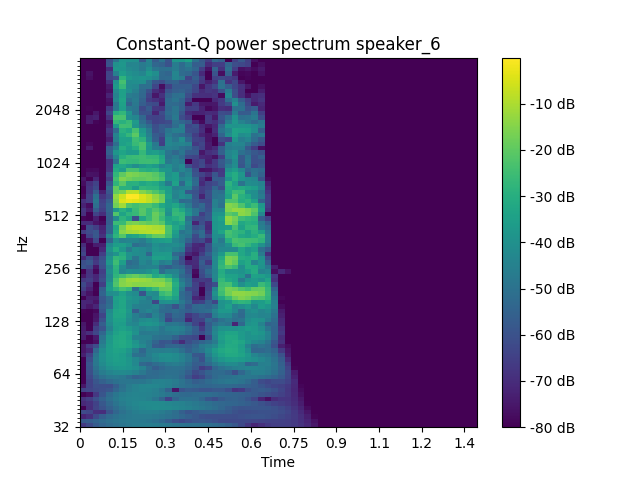 Constant-Q power spectrum speaker_6
Hz
2048
1024
512
256
128
64
32
0 0.15 0.3 0.45 0.6 0.75 0.9 1.1 1.2 1.4
Time
-10 dB
-20 dB
-30 dB
-40 dB
-50 dB
-60 dB
-70 dB
-80 dB